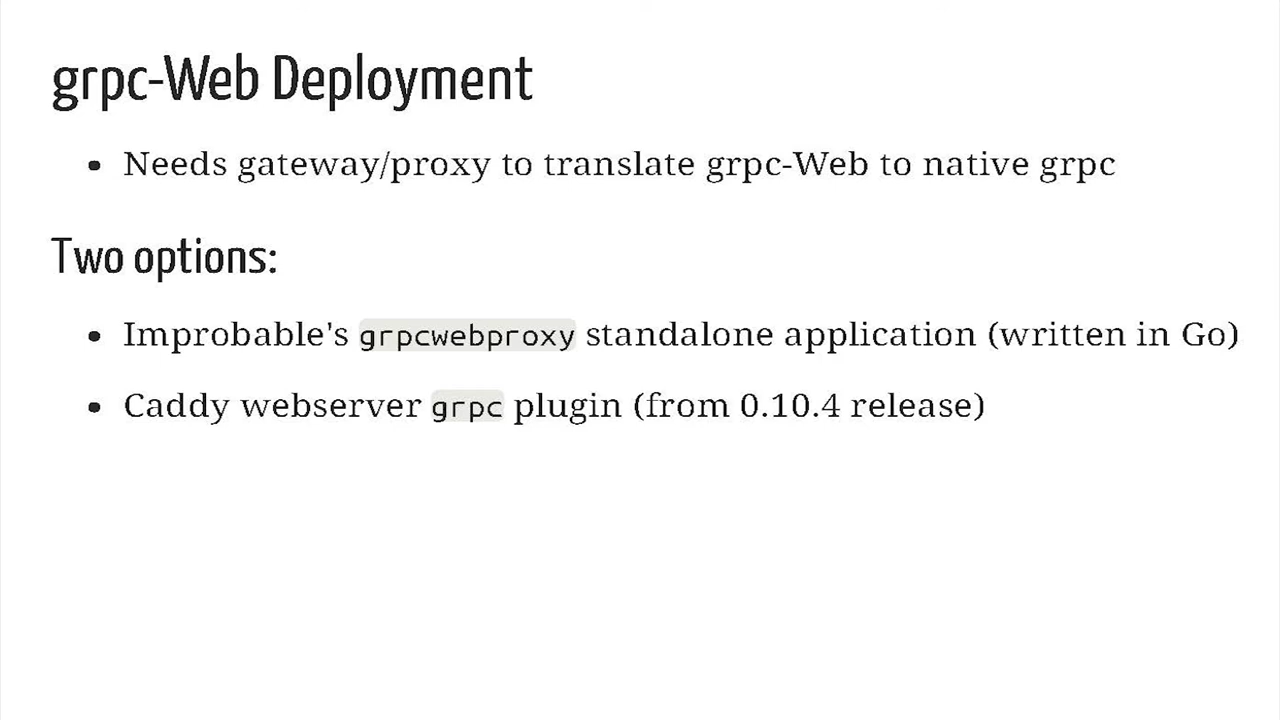 grpc-Web Deployment
• Needs gateway/proxy to translate grpc-Web to native grpc
Two options:
• Improbable's grpcwebproxy standalone application (written in Go)
• Caddy webserver grpc plugin (from 0.10.4 release)